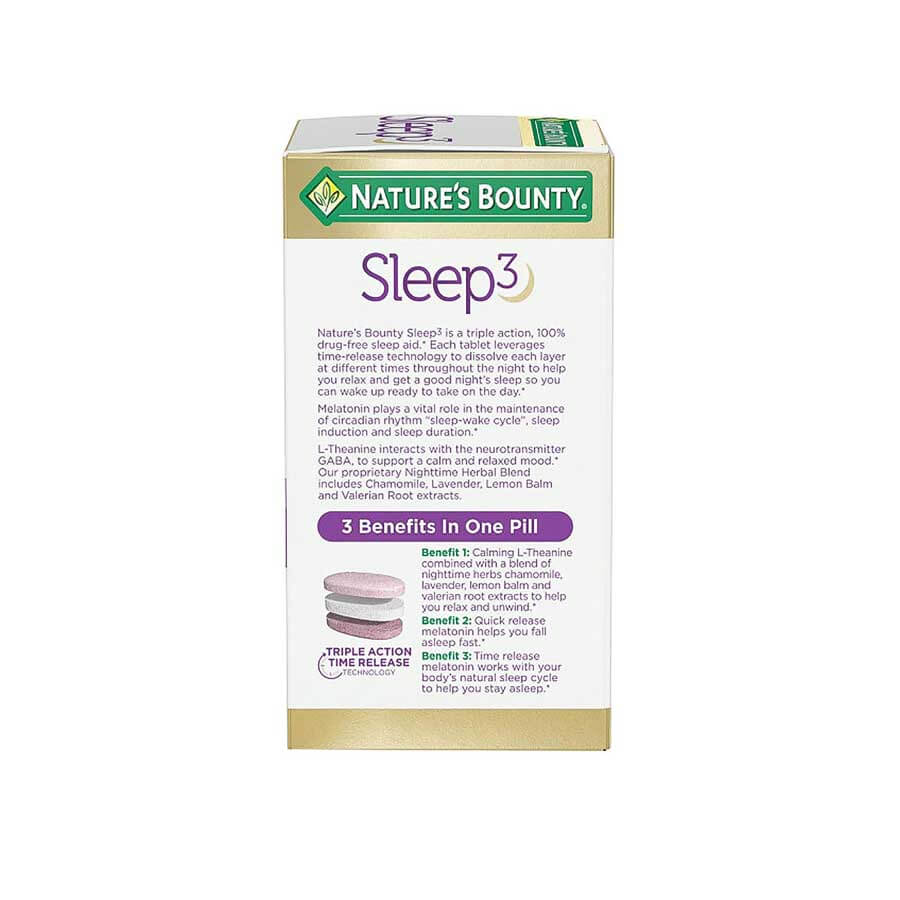 Sleep3
NATURE'S BOUNTY
NATURE'S BOUNTY®
Sleep3
Nature's Bounty Sleep3 is a triple action, 100%
drug-free sleep aid.* Each tablet leverages
time-release technology to dissolve each layer
at different times throughout the night to help
you relax and get a good night's sleep so you
can wake up ready to take on the day.*
Melatonin plays a vital role in the maintenance
of circadian rhythm "sleep-wake cycle", sleep
induction and sleep duration.*
L-Theanine interacts with the neurotransmitter
GABA, to support a calm and relaxed mood.*
Our proprietary Nighttime Herbal Blend
includes Chamomile, Lavender, Lemon Balm
and Valerian Root extracts.
3 Benefits In One Pill
Benefit 1: Calming L-Theanine
combined with a blend of
nighttime herbs chamomile,
lavender, lemon balm and
valerian root extracts to help
you relax and unwind.*
Benefit 2: Quick release
melatonin helps you fall
asleep fast.*
Benefit 3: Time release
melatonin works with your
body's natural sleep cycle
to help you stay asleep.*
TRIPLE ACTION
TIME RELEASE
TECHNOLOGY